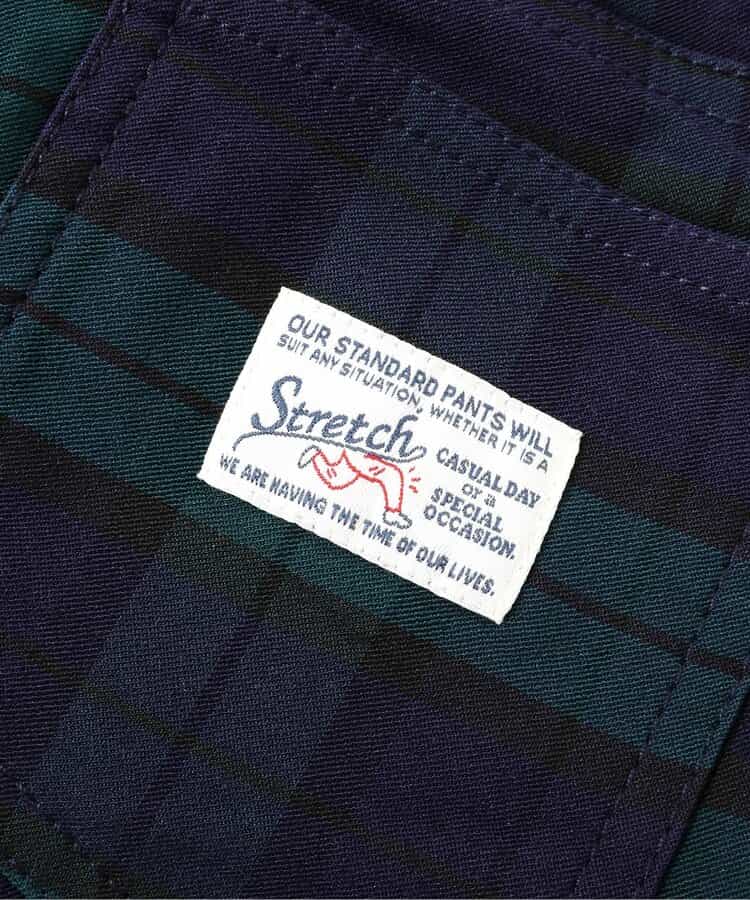 OUR STANDARD PANTS WILL
SUIT ANY SITUATION, WHETHER IT IS A
Stretch
CASUAL DAY
or a
SPECIAL
OCCASION.
WE ARE HAVING THE TIME OF OUR LIVES.